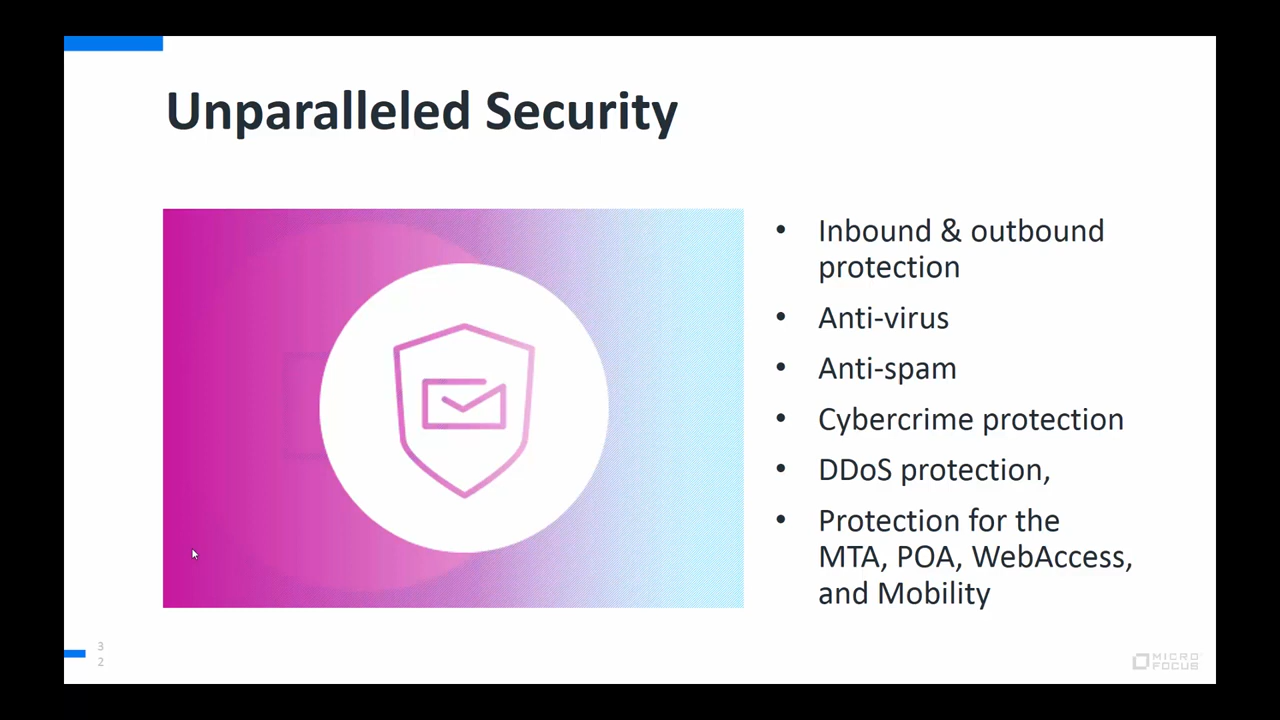 Unparalleled Security
• Inbound & outbound
protection
• Anti-virus
• Anti-spam
• Cybercrime protection
• DDoS protection,
• Protection for the
MTA, POA, WebAccess,
and Mobility
3
2
MICRO
FOCUS